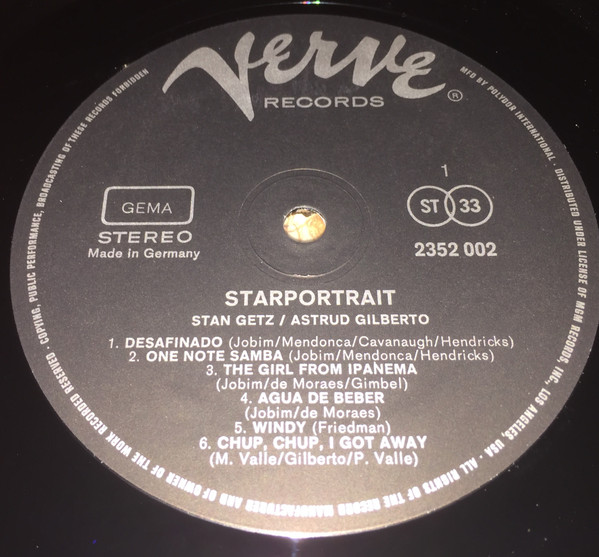 Verve
RECORDS
®
MFD BY POLYDOR INTERNATIONAL · DISTRIBUTED UNDER LICENSE OF MGM RECORDS, INC, LOS ANGELES, USA · ALL RIGHTS OF THE RECORD MANUFACTURER AND OF THE OWNER OF THE WORK RECORDED RESERVED · COPYING, PUBLIC PERFORMANCE, BROADCASTING OF THESE RECORDS FORBIDDEN
1
GEMA
ST 33
STEREO
Made in Germany
2352 002
STARPORTRAIT
STAN GETZ / ASTRUD GILBERTO
1. DESAFINADO (Jobim/Mendonca/Cavanaugh/Hendricks)
2. ONE NOTE SAMBA (Jobim/Mendonca/Hendricks)
3. THE GIRL FROM IPANEMA
(Jobim/de Moraes/Gimbel)
4. AGUA DE BEBER
(Jobim/de Moraes)
5. WINDY (Friedman)
6. CHUP, CHUP, I GOT AWAY
(M. Valle/Gilberto/P. Valle)